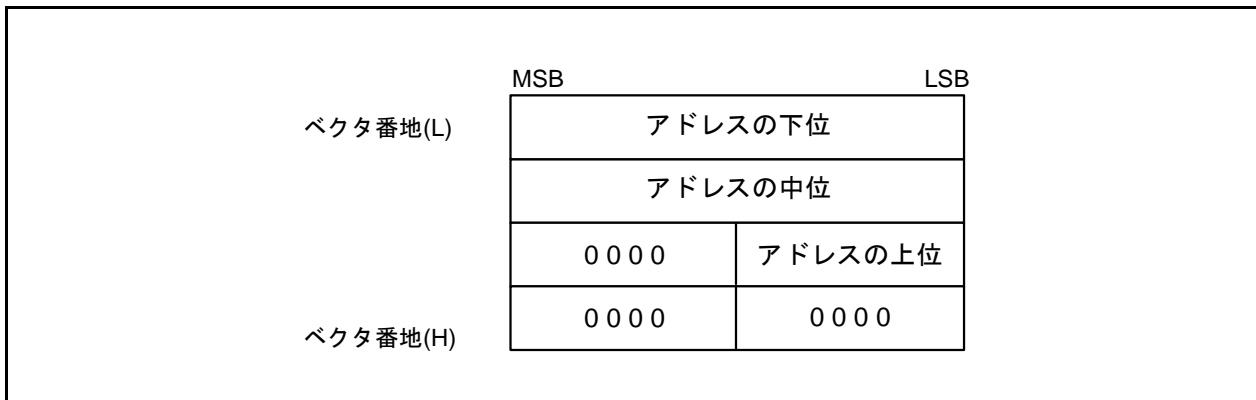 MSB LSB
ベクタ番地(L) アドレスの下位
アドレスの中位
0000 アドレスの上位
ベクタ番地(H) 0000 0000